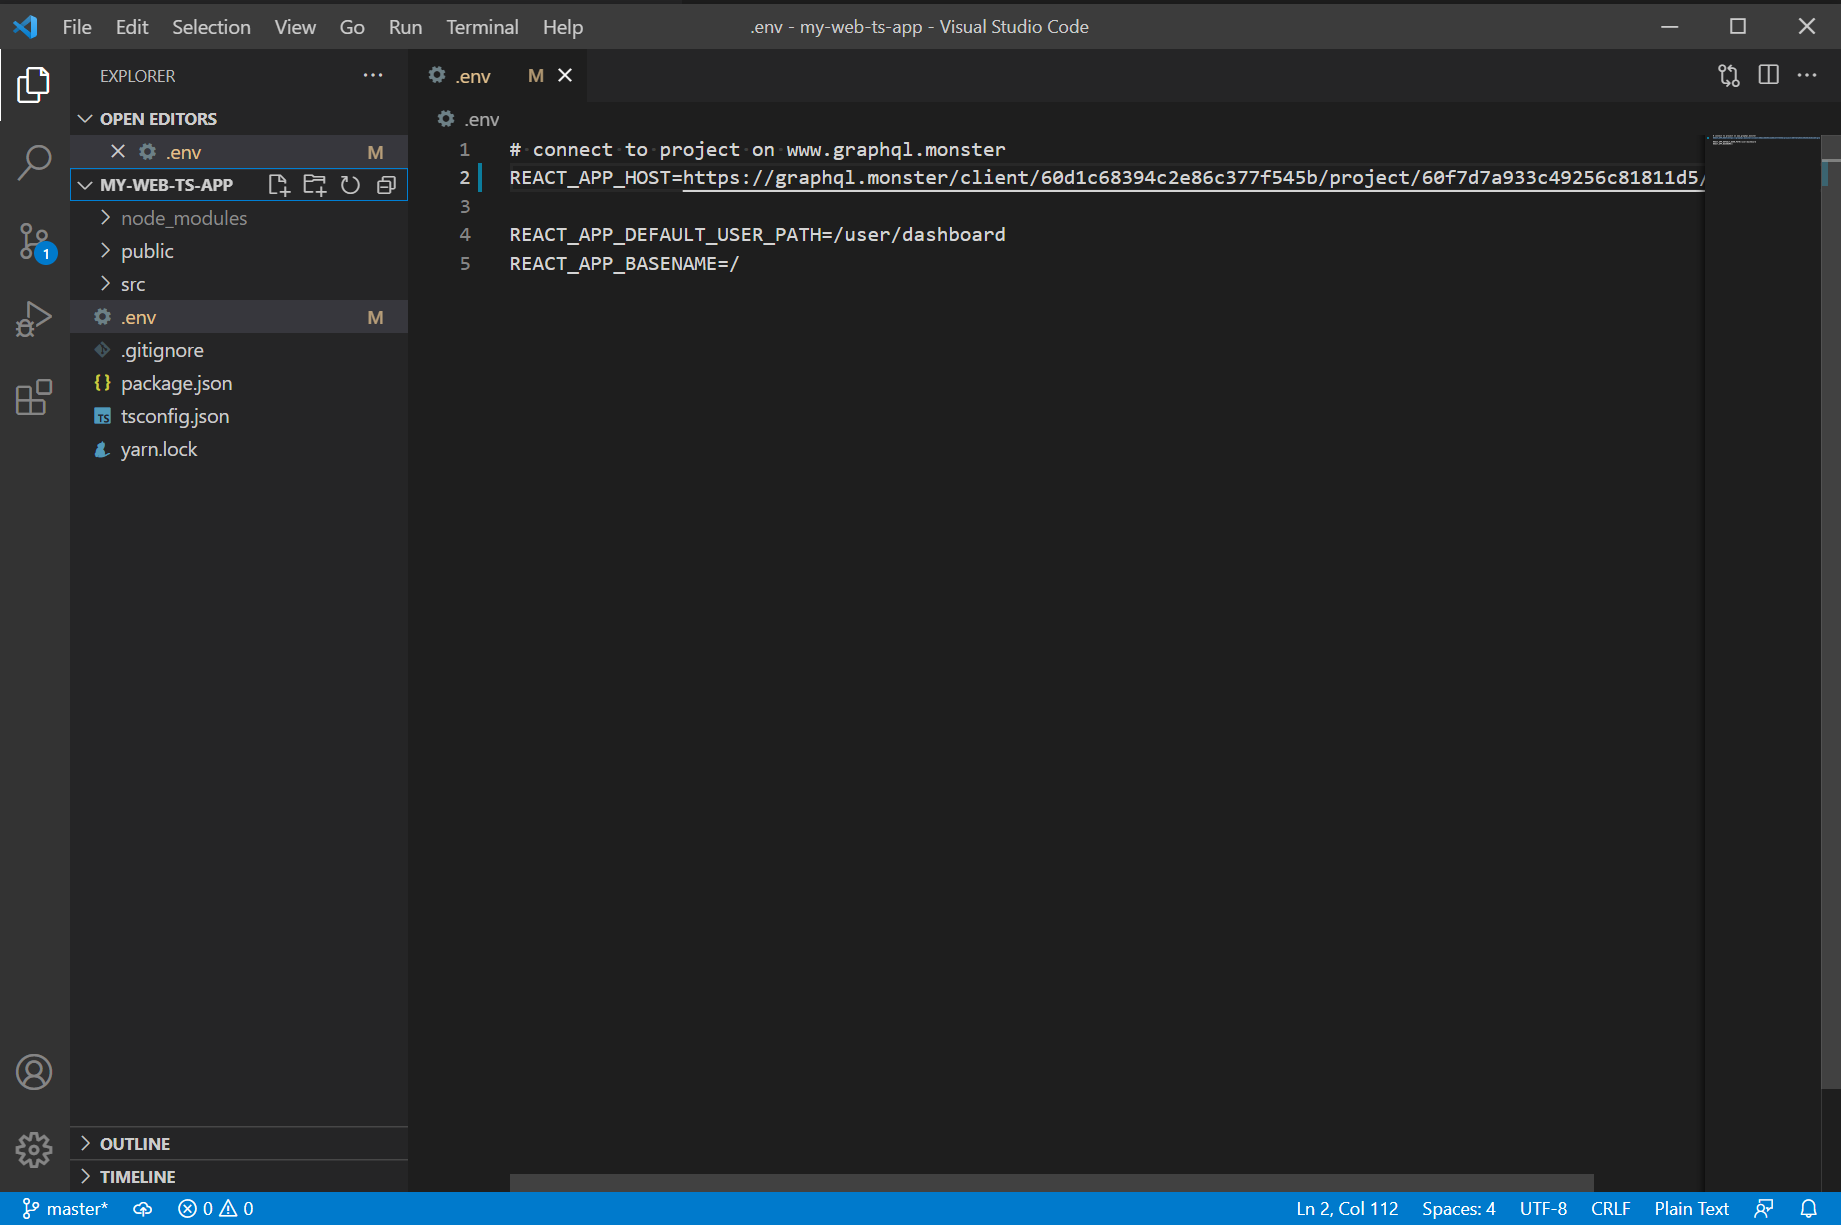 File Edit Selection View Go Run Terminal Help
.env - my-web-ts-app - Visual Studio Code
EXPLORER
OPEN EDITORS
.env M
MY-WEB-TS-APP
node_modules
public
src
.env M
.gitignore
package.json
TS tsconfig.json
yarn.lock
OUTLINE
TIMELINE
.env M
.env
1 # connect to project on www.graphql.monster
2 REACT_APP_HOST=https://graphql.monster/client/60d1c68394c2e86c377f545b/project/60f7d7a933c49256c81811d5/
3
4 REACT_APP_DEFAULT_USER_PATH=/user/dashboard
5 REACT_APP_BASENAME=/
1
master* 0 0 Ln 2, Col 112 Spaces: 4 UTF-8 CRLF Plain Text